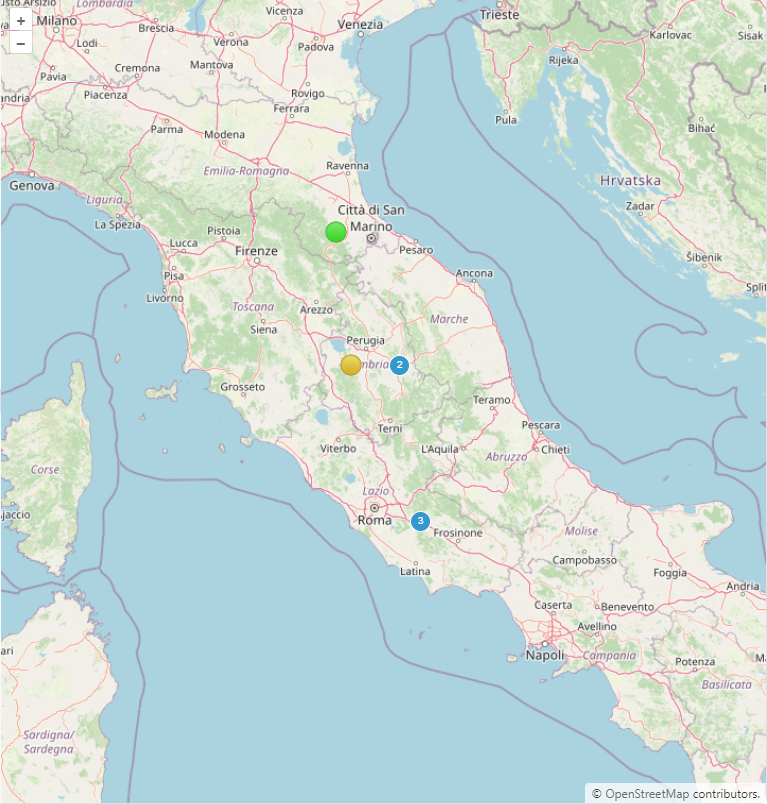 usto Arsizio
Lombardia
Vicenza
Trieste
+
Milano
Brescia
Verona
Venezia
Karlovac
Sisak
−
Lodi
Padova
Rijeka
Pavia
Cremona
Mantova
andria
Piacenza
Rovigo
Ferrara
Pula
Bihać
Parma
Modena
Emilia-Romagna
Ravenna
Genova
Hrvatska
Liguria
Zadar
La Spezia
Pistoia
Città di San
Marino
Lucca
Firenze
Pesaro
Šibenik
Pisa
Ancona
Livorno
Split
Toscana
Arezzo
Marche
Siena
Perugia
mbria
2
Grosseto
Teramo
Terni
Pescara
Viterbo
L'Aquila
Chieti
Abruzzo
Corse
Lazio
Ajaccio
Roma
3
Frosinone
Molise
Campobasso
Latina
Foggia
Andria
Caserta
Benevento
Avellino
ari
Napoli
Campania
Potenza
Ma
Basilicata
Sardigna/
Sardegna
© OpenStreetMap contributors.